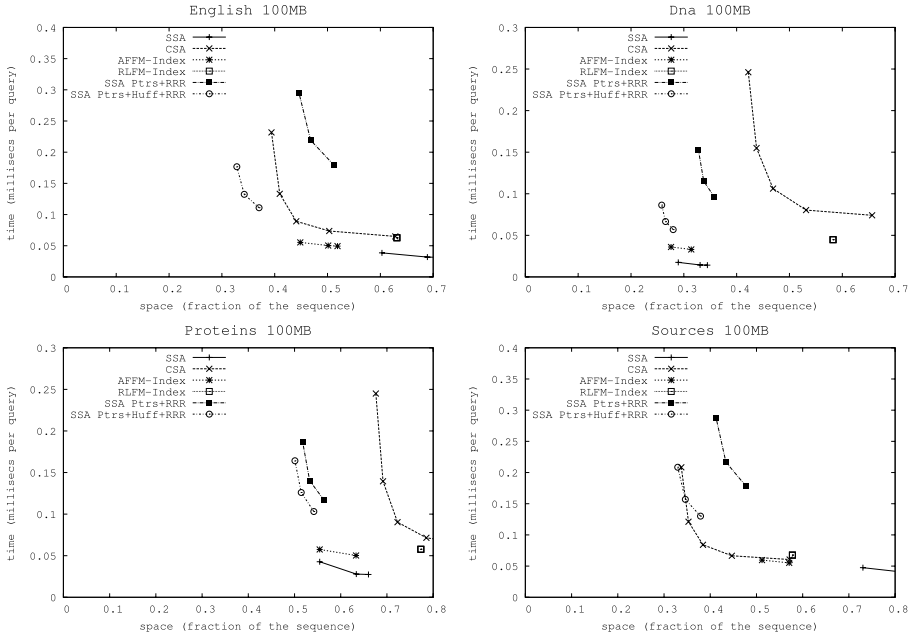 English 100MB
0.4
0.35
0.3
0.25
0.2
0.15
0.1
0.05
0
time (millisecs per query)
SSA
CSA
AFFM-Index
RLFM-Index
SSA Ptrs+RRR
SSA Ptrs+Huff+RRR
0 0.1 0.2 0.3 0.4 0.5 0.6 0.7
space (fraction of the sequence)
Dna 100MB
0.3
0.25
0.2
0.15
0.1
0.05
0
time (millisecs per query)
SSA
CSA
AFFM-Index
RLFM-Index
SSA Ptrs+RRR
SSA Ptrs+Huff+RRR
0 0.1 0.2 0.3 0.4 0.5 0.6 0.7
space (fraction of the sequence)
Proteins 100MB
0.3
0.25
0.2
0.15
0.1
0.05
0
time (millisecs per query)
SSA
CSA
AFFM-Index
RLFM-Index
SSA Ptrs+RRR
SSA Ptrs+Huff+RRR
0 0.1 0.2 0.3 0.4 0.5 0.6 0.7 0.8
space (fraction of the sequence)
Sources 100MB
0.4
0.35
0.3
0.25
0.2
0.15
0.1
0.05
0
time (millisecs per query)
SSA
CSA
AFFM-Index
RLFM-Index
SSA Ptrs+RRR
SSA Ptrs+Huff+RRR
0 0.1 0.2 0.3 0.4 0.5 0.6 0.7 0.8
space (fraction of the sequence)